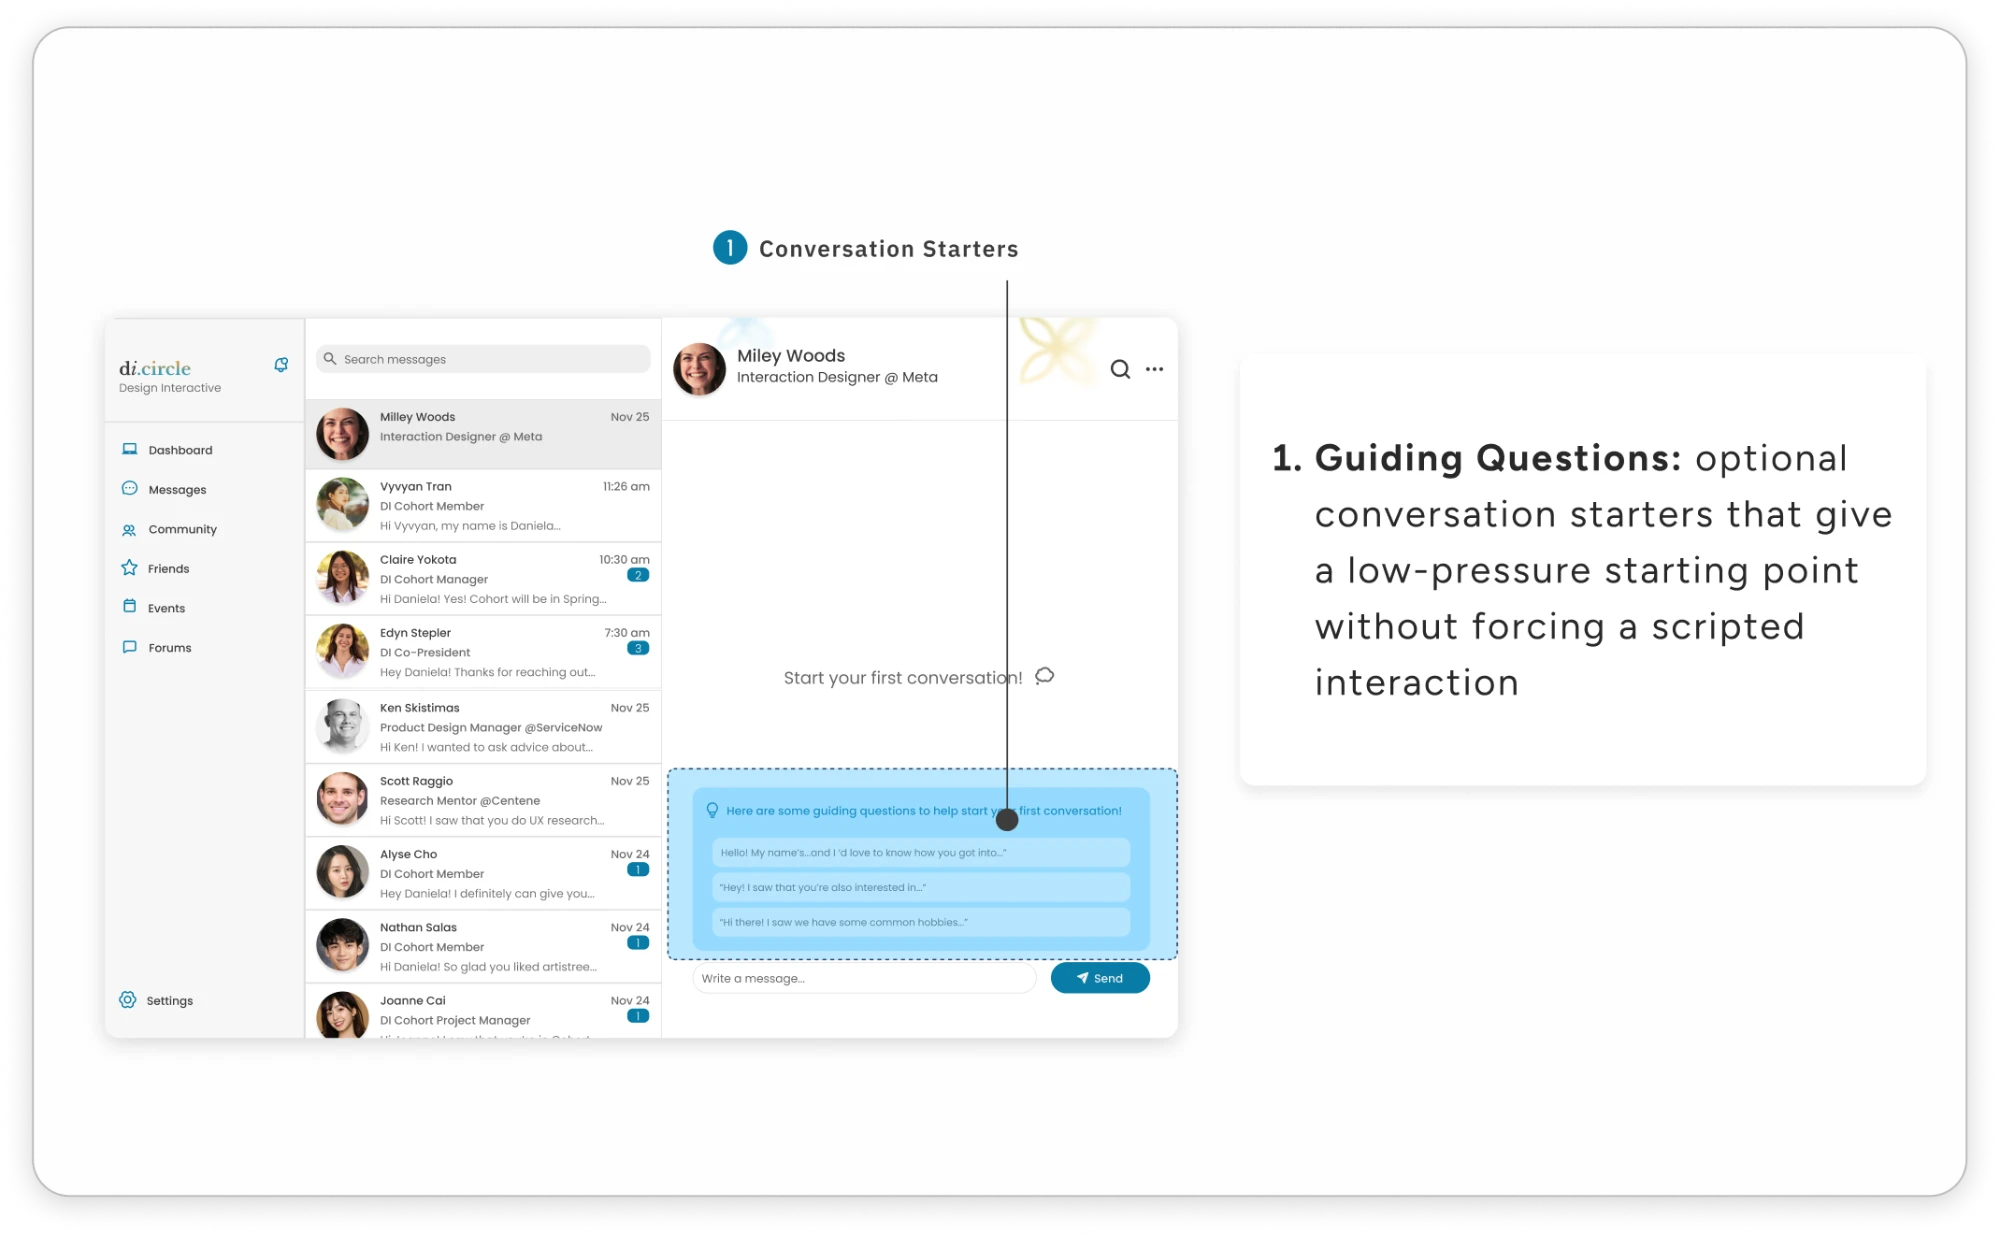 1 Conversation Starters
di.circle
Design Interactive
Dashboard
Messages
Community
Friends
Events
Forums
Settings
Search messages
Milley Woods Nov 25
Interaction Designer @ Meta
Vyvyan Tran 11:26 am
DI Cohort Member
Hi Vyvyan, my name is Daniela...
Claire Yokota 10:30 am
DI Cohort Manager 2
Hi Daniela! Yes! Cohort will be in Spring...
Edyn Stepler 7:30 am
DI Co-President 3
Hey Daniela! Thanks for reaching out...
Ken Skistimas Nov 25
Product Design Manager @ServiceNow
Hi Ken! I wanted to ask advice about...
Scott Raggio Nov 25
Research Mentor @Centene
Hi Scott! I saw that you do UX research...
Alyse Cho Nov 24
DI Cohort Member 1
Hey Daniela! I definitely can give you...
Nathan Salas Nov 24
DI Cohort Member 1
Hi Daniela! So glad you liked artistree...
Joanne Cai Nov 24
DI Cohort Project Manager 1
Miley Woods
Interaction Designer @ Meta
Start your first conversation!
Here are some guiding questions to help start your first conversation!
Hello! My name's...and I 'd love to know how you got into..."
"Hey! I saw that you're also interested in..."
"Hi there! I saw we have some common hobbies..."
Write a message...
Send
1. Guiding Questions: optional
conversation starters that give
a low-pressure starting point
without forcing a scripted
interaction